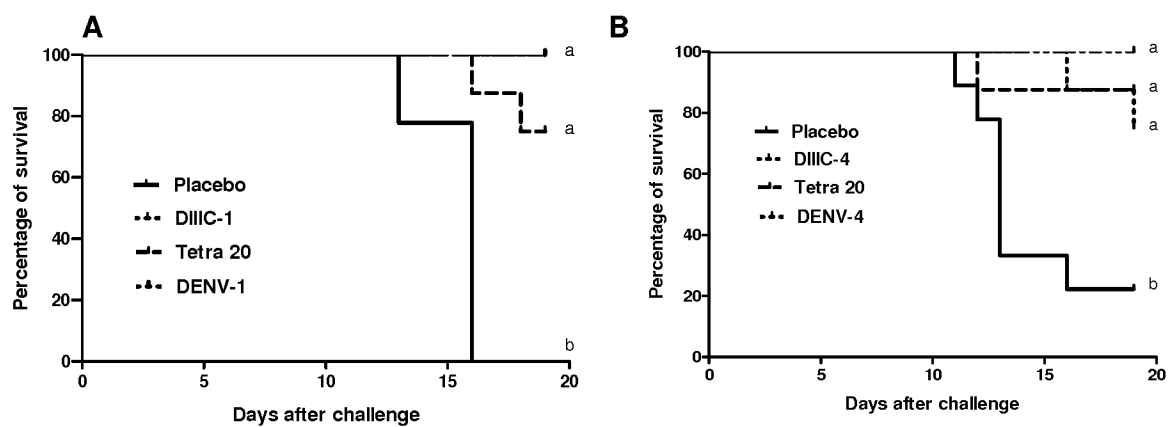 A
Percentage of survival
100
80
60
40
20
0
0 5 10 15 20
Days after challenge
Placebo
DIIIC-1
Tetra 20
DENV-1
a
a
b
B
Percentage of survival
100
80
60
40
20
0
0 5 10 15 20
Days after challenge
Placebo
DIIIC-4
Tetra 20
DENV-4
a
a
a
b